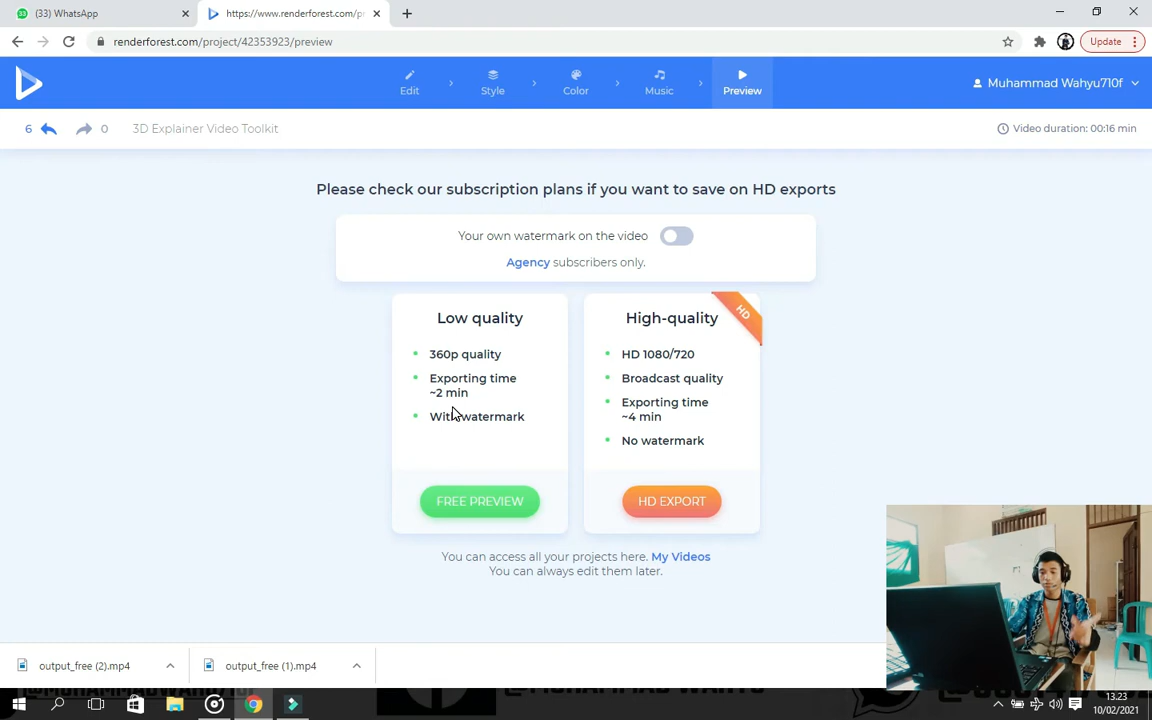 (33) WhatsApp
https://www.renderforest.com/pr
renderforest.com/project/42353923/preview
Update
Edit
Style
Color
Music
Preview
Muhammad Wahyu710f
6
0
3D Explainer Video Toolkit
Video duration: 00:16 min
Please check our subscription plans if you want to save on HD exports
Your own watermark on the video
Agency subscribers only.
Low quality
360p quality
Exporting time
~2 min
With watermark
FREE PREVIEW
High-quality
HD
HD 1080/720
Broadcast quality
Exporting time
~4 min
No watermark
HD EXPORT
You can access all your projects here. My Videos
You can always edit them later.
output_free (2).mp4
output_free (1).mp4
13.23
10/02/2021